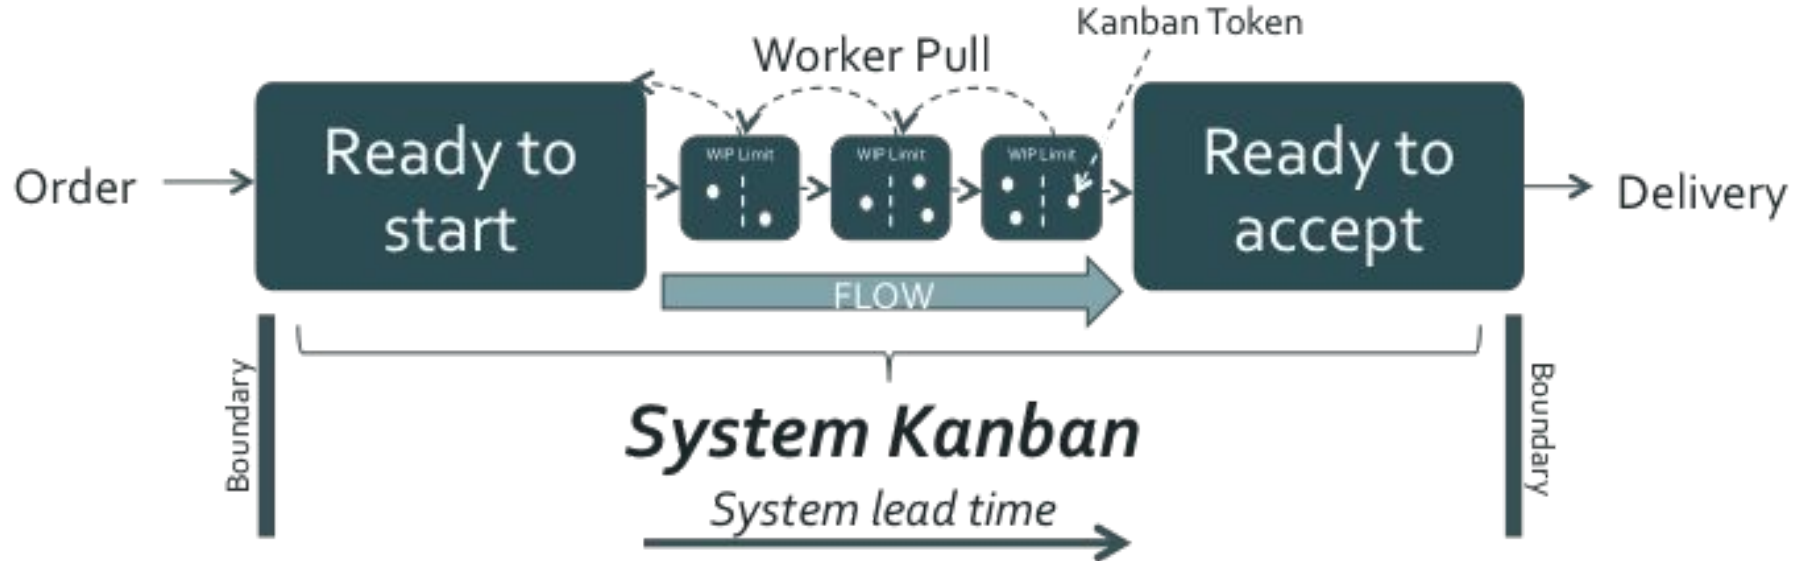 Kanban Token
Worker Pull
Ready to
start
WIP Limit
WIP Limit
WIP Limit
Ready to
accept
Order
Delivery
FLOW
Boundary
Boundary
System Kanban
System lead time